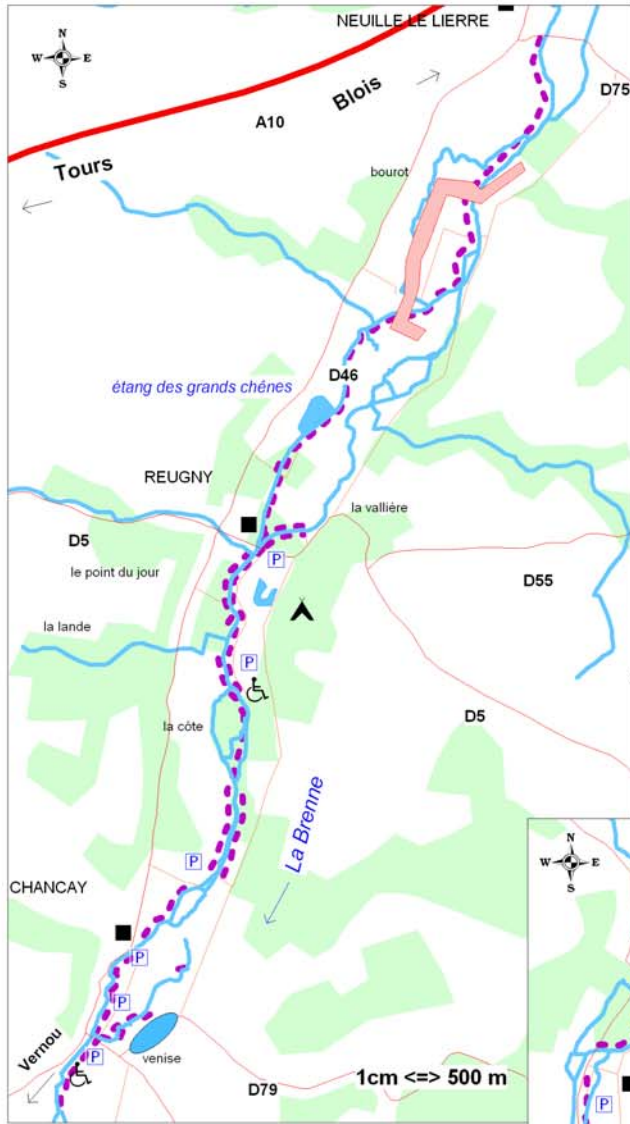 NEUILLE LE LIERRE
N
W E
S
D75
Blois
A10
Tours
bourot
D46
étang des grands chênes
REUGNY
la vallière
D5
P
le point du jour
D55
la lande
P
D5
la côte
La Brenne
P
N
W E
S
CHANCAY
P
P
Vernou
P
P
venise
1cm <=> 500 m
D79